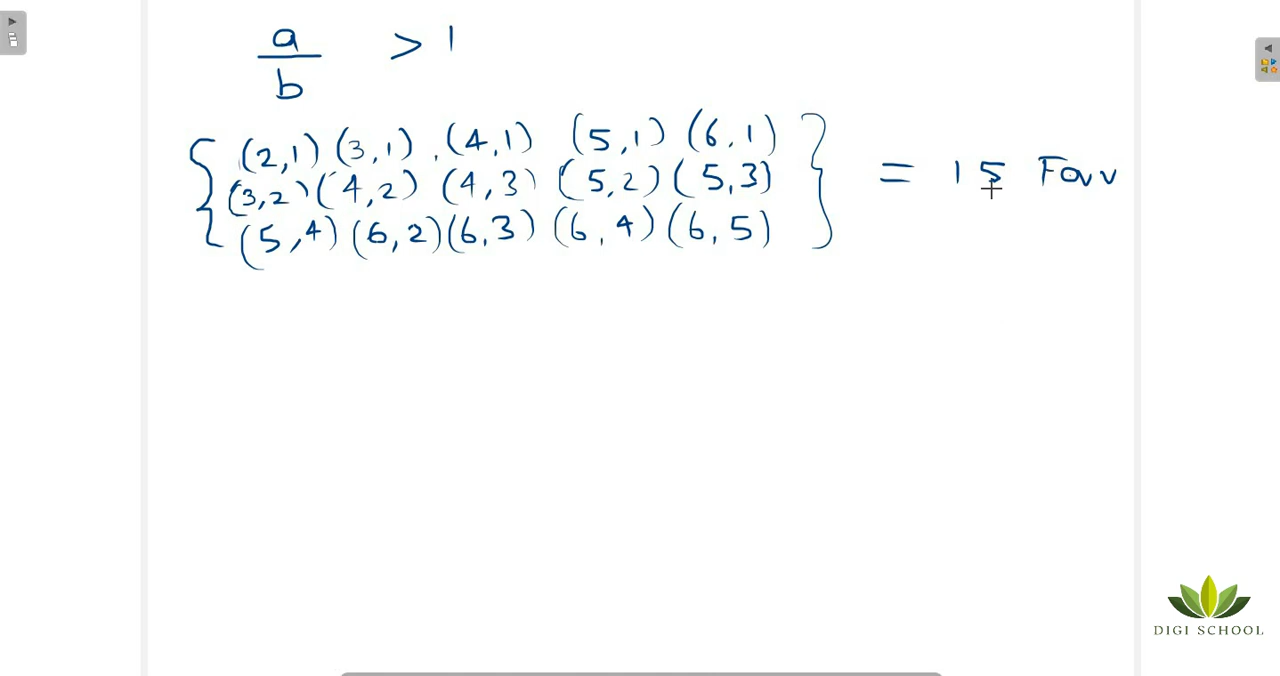 a
b
> 1
{ (2,1) (3,1) , (4,1) (5,1) (6,1) }
(3,2) (4,2) (4,3) (5,2) (5,3)
(5,4) (6,2) (6,3) (6,4) (6,5)
= 15 Fav
DIGI SCHOOL